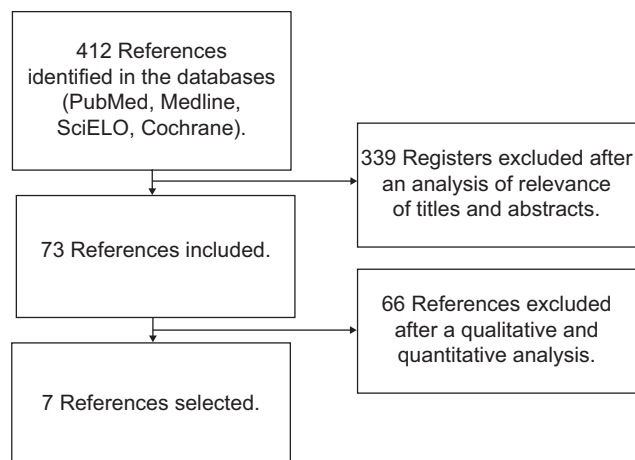 412 References
identified in the databases
(PubMed, Medline,
SciELO, Cochrane).
339 Registers excluded after
an analysis of relevance
of titles and abstracts.
73 References included.
66 References excluded
after a qualitative and
quantitative analysis.
7 References selected.